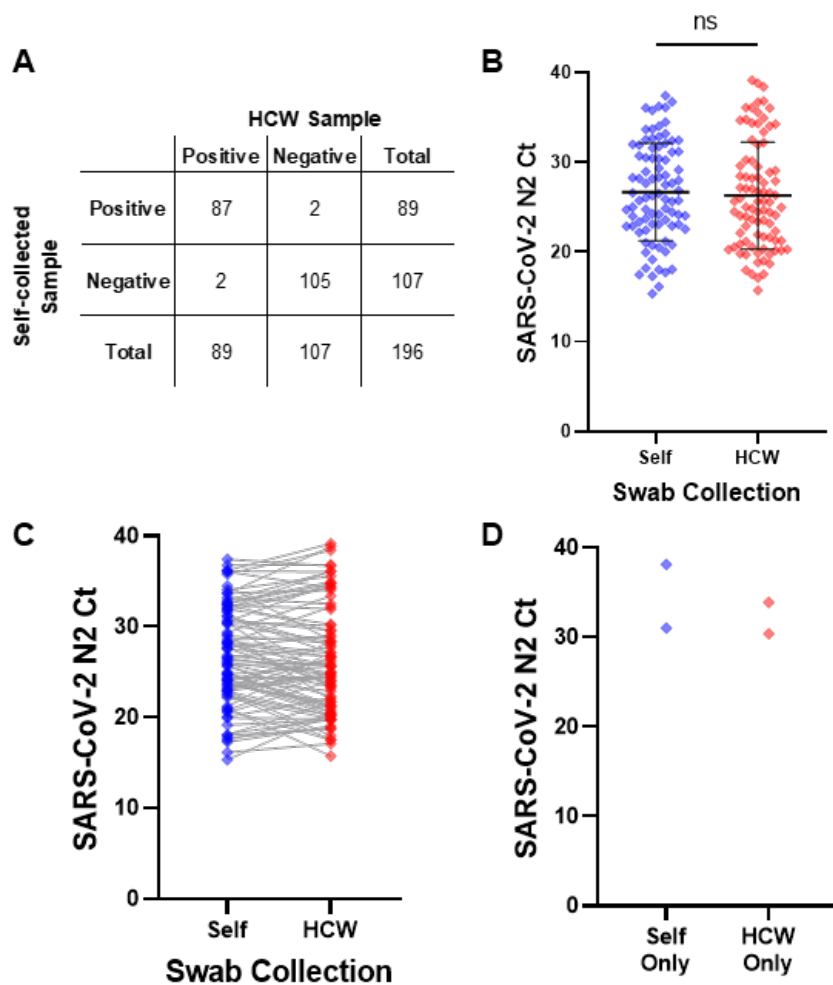 A
HCW Sample
Positive Negative Total
Self-collected
Sample
Positive 87 2 89
Negative 2 105 107
Total 89 107 196
B
ns
SARS-CoV-2 N2 Ct
40
30
20
10
0
Self HCW
Swab Collection
C
SARS-CoV-2 N2 Ct
40
30
20
10
0
Self HCW
Swab Collection
D
SARS-CoV-2 N2 Ct
40
30
20
10
0
Self HCW
Only Only